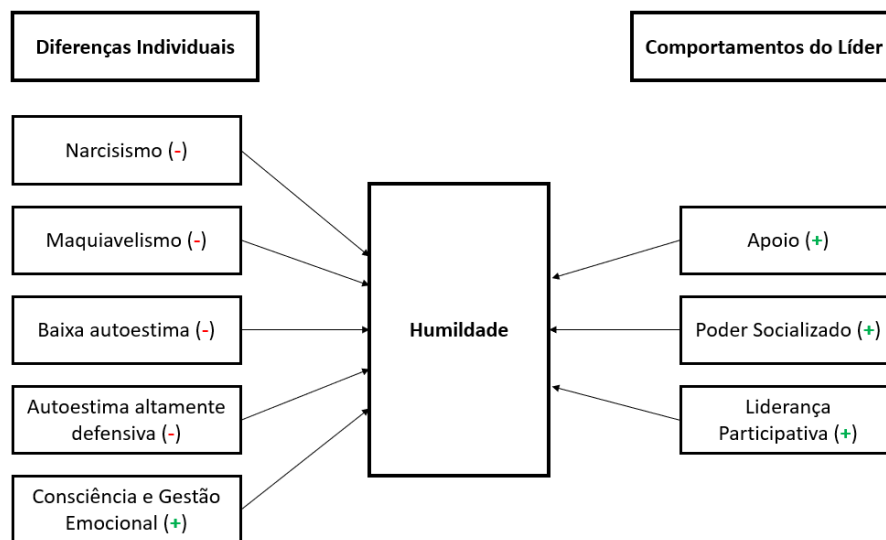 Diferenças Individuais
Comportamentos do Líder
Narcisismo (-)
Maquiavelismo (-)
Baixa autoestima (-)
Autoestima altamente
defensiva (-)
Consciência e Gestão
Emocional (+)
Humildade
Apoio (+)
Poder Socializado (+)
Liderança
Participativa (+)